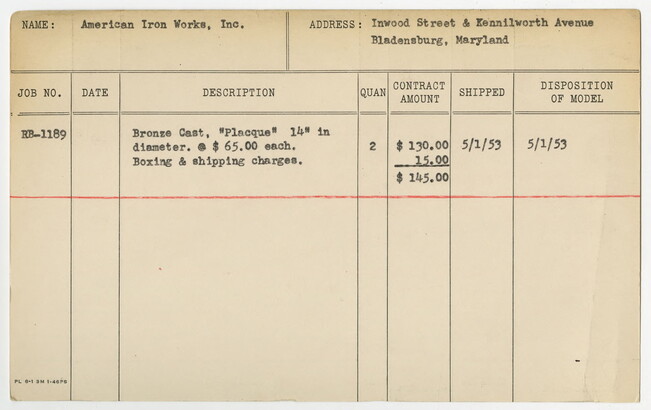 NAME: American Iron Works, Inc. ADDRESS: Inwood Street & Kennilworth Avenue
Bladensburg, Maryland
JOB NO. DATE DESCRIPTION QUAN CONTRACT AMOUNT SHIPPED DISPOSITION OF MODEL
RB-1189 Bronze Cast, "Placque" 14" in
diameter. @ $ 65.00 each. 2 $ 130.00 5/1/53 5/1/53
Boxing & shipping charges. 15.00
$ 145.00